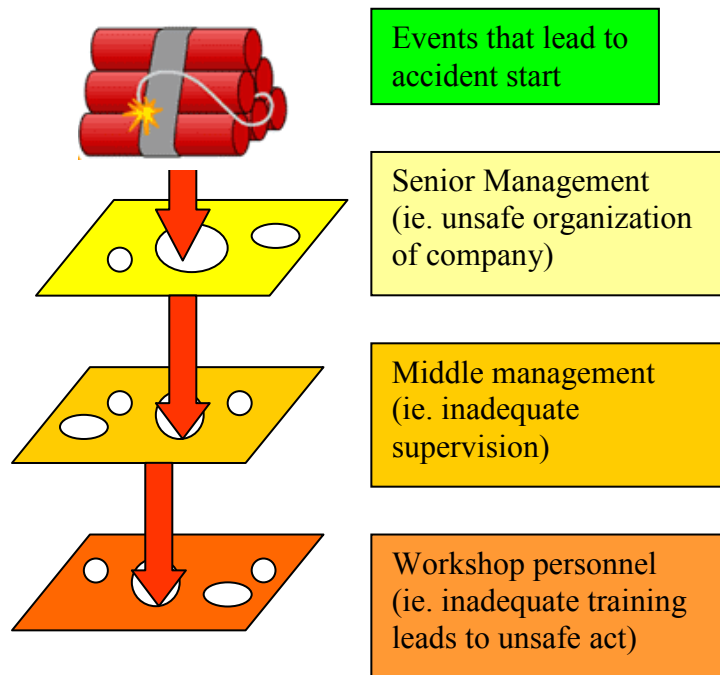 Events that lead to
accident start
Senior Management
(ie. unsafe organization
of company)
Middle management
(ie. inadequate
supervision)
Workshop personnel
(ie. inadequate training
leads to unsafe act)